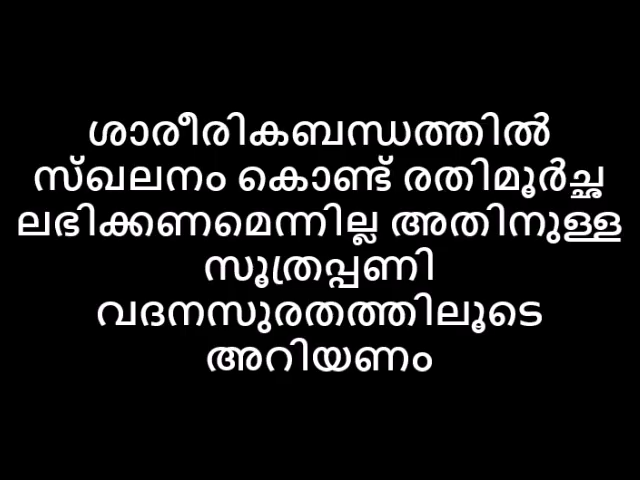 ശാരീരികബന്ധത്തിൽ
സ്ഖലനം കൊണ്ട് രതിമൂർച്ഛ
ലഭിക്കണമെന്നില്ല അതിനുള്ള
സൂത്രപ്പണി
വദനസുരതത്തിലൂടെ
അറിയണം